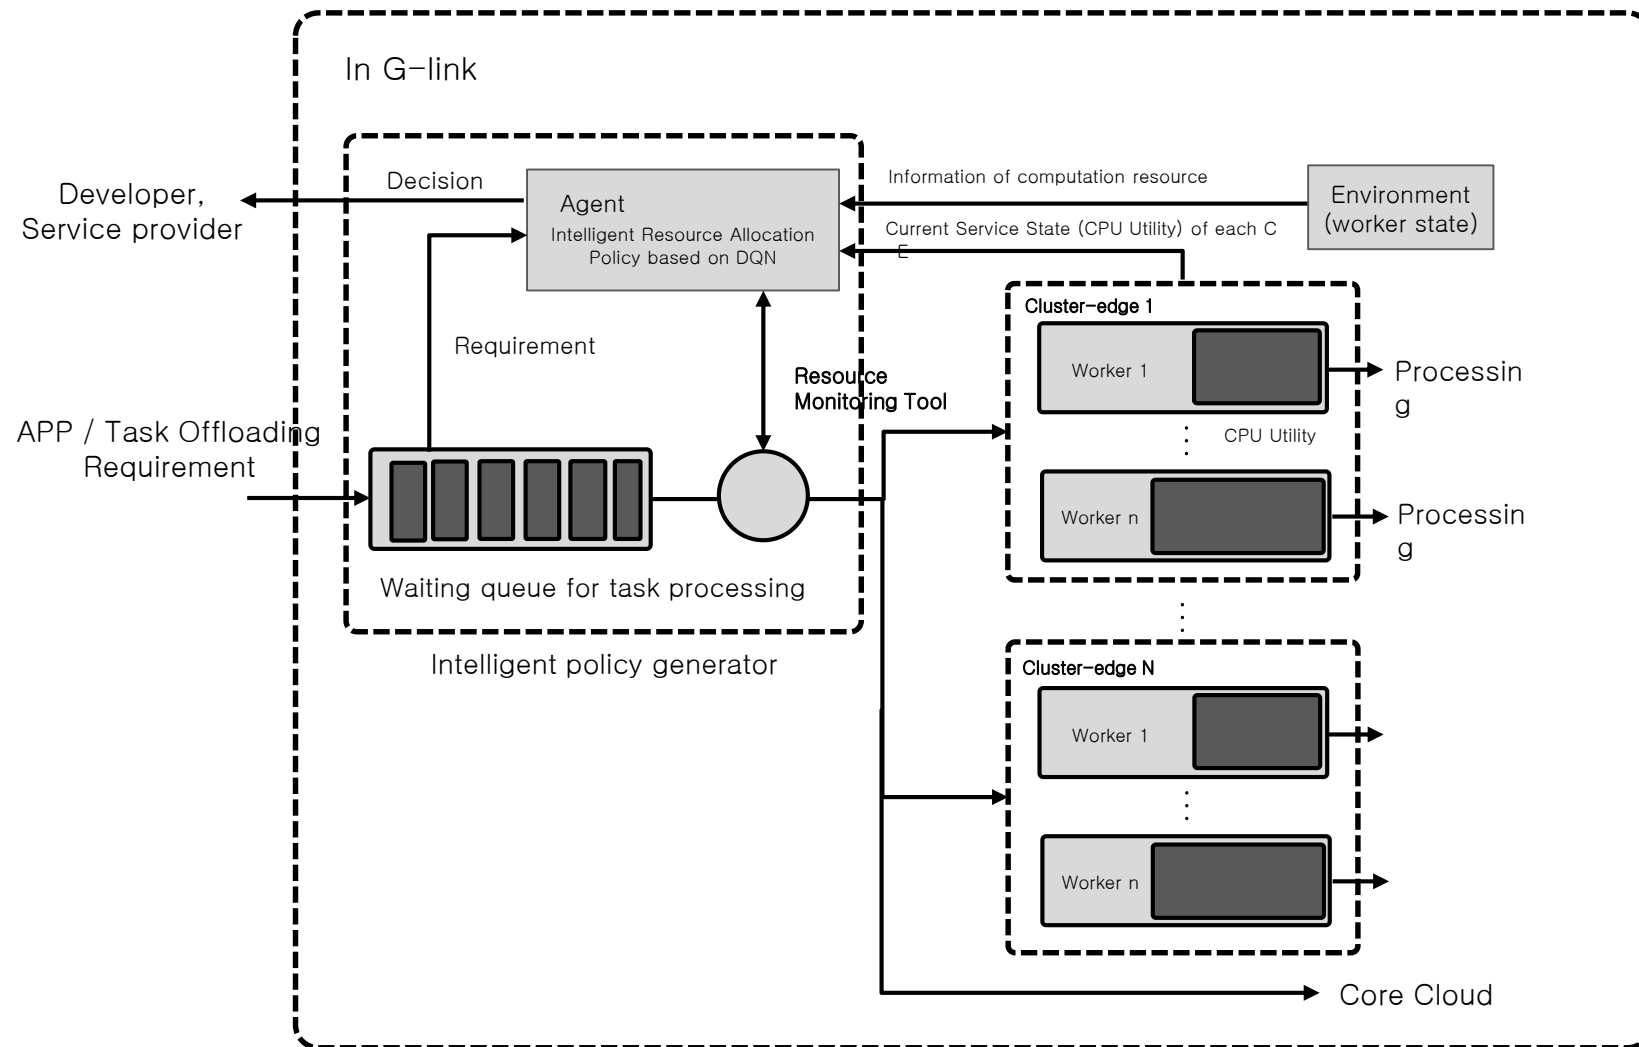 In G-link
Developer,
Service provider
Decision
Agent
Intelligent Resource Allocation
Policy based on DQN
Information of computation resource
Current Service State (CPU Utility) of each C
E
Environment
(worker state)
Requirement
Resource
Monitoring Tool
APP / Task Offloading
Requirement
Waiting queue for task processing
Intelligent policy generator
Cluster-edge 1
Worker 1
Processin
g
CPU Utility
Worker n
Processin
g
Cluster-edge N
Worker 1
Worker n
Core Cloud